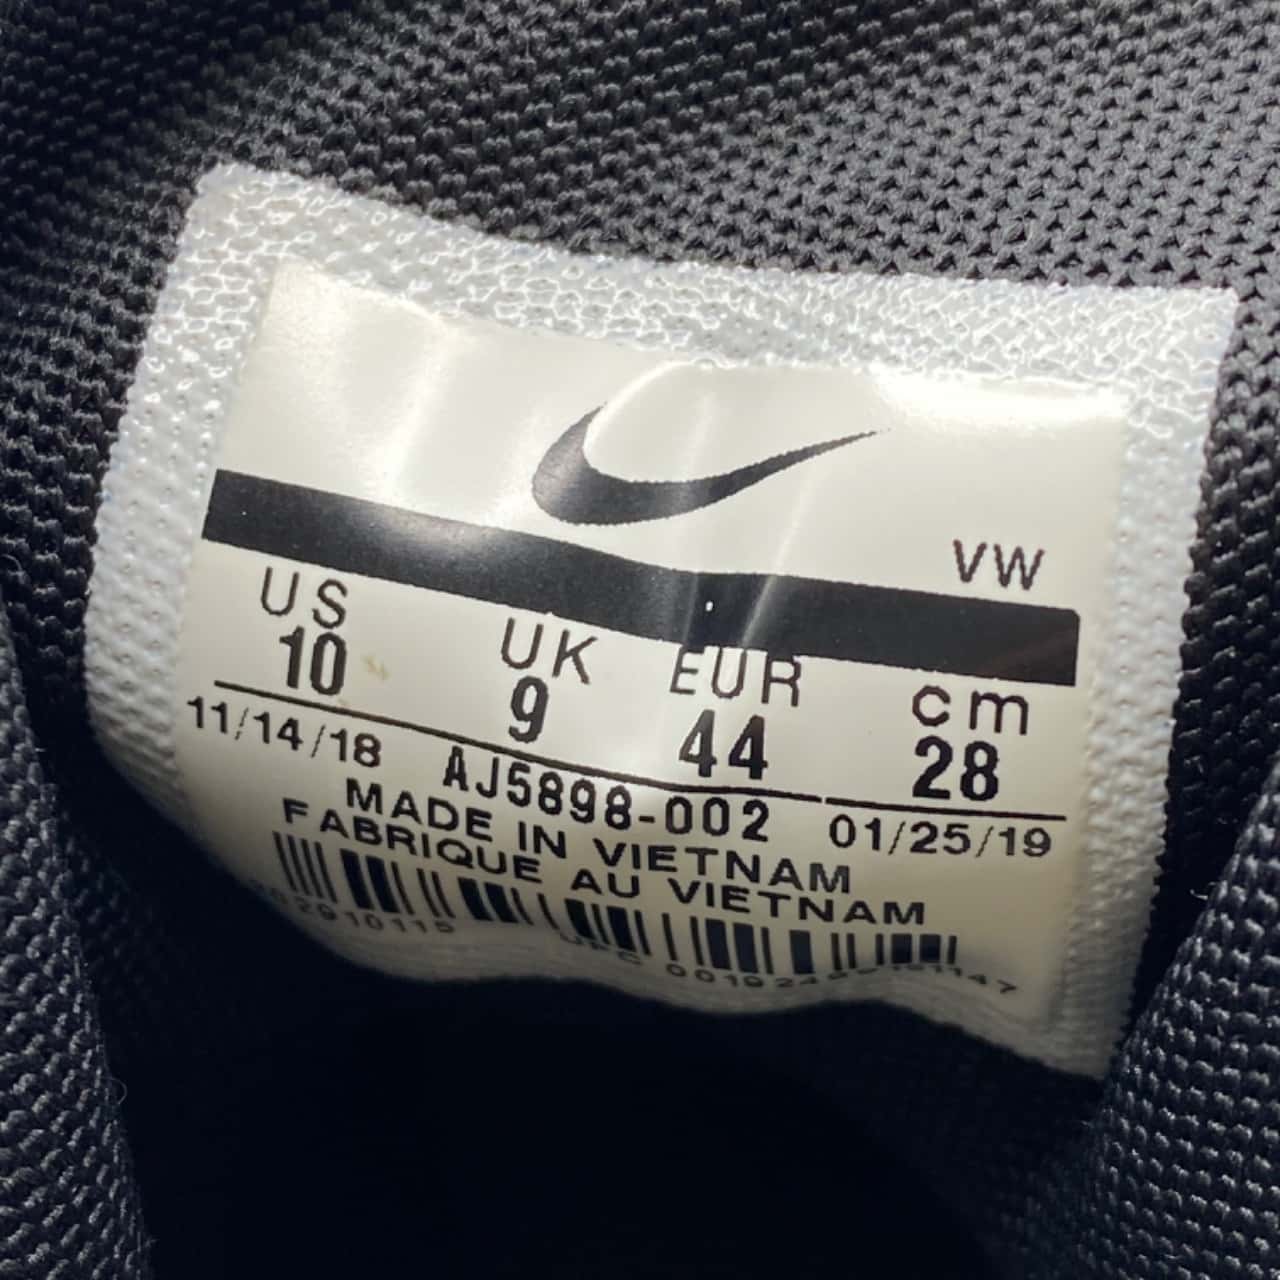 VW
US UK EUR cm
10 9 44 28
11/14/18 AJ5898-002 01/25/19
MADE IN VIETNAM
FABRIQUE AU VIETNAM
UPC